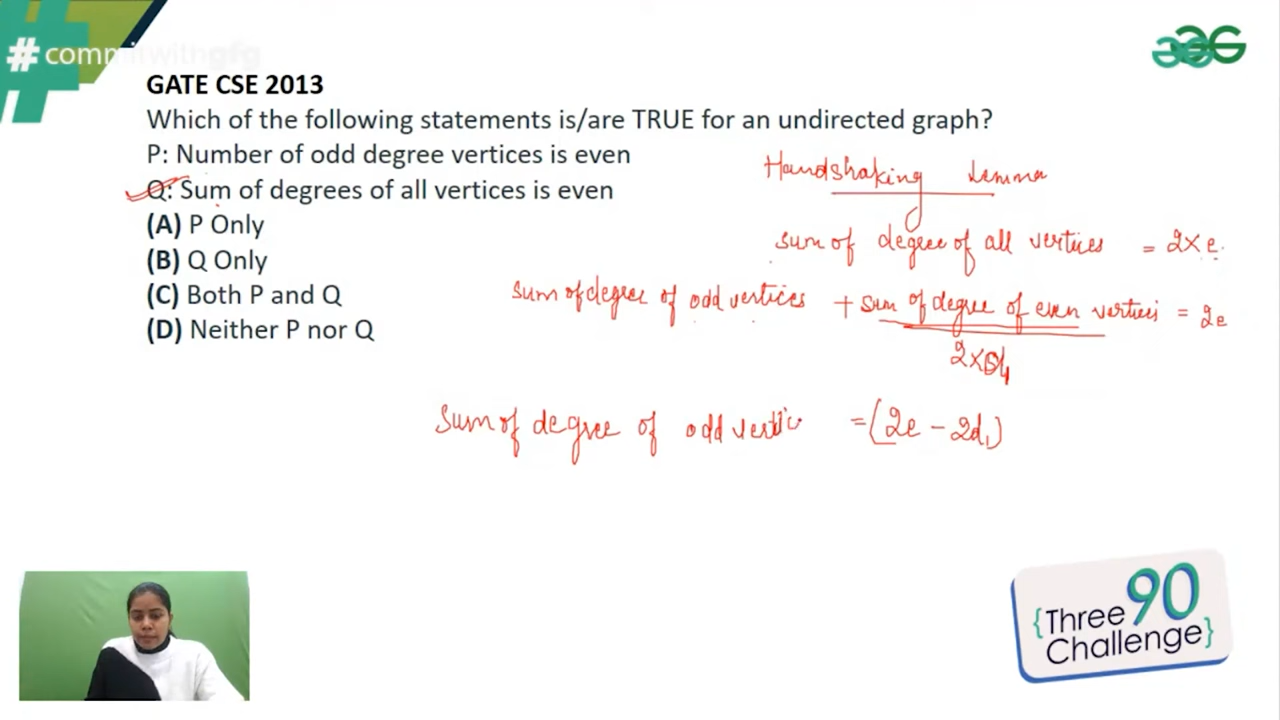 #commitwithgfg
GATE CSE 2013
Which of the following statements is/are TRUE for an undirected graph?
P: Number of odd degree vertices is even
Q: Sum of degrees of all vertices is even
(A) P Only
(B) Q Only
(C) Both P and Q
(D) Neither P nor Q
Handshaking Lemma
sum of degree of all vertices = 2 × e
sum of degree of odd vertices + sum of degree of even vertices = 2e
2×d1
Sum of degree of odd vertic = (2e - 2d1)
{Three 90
Challenge}